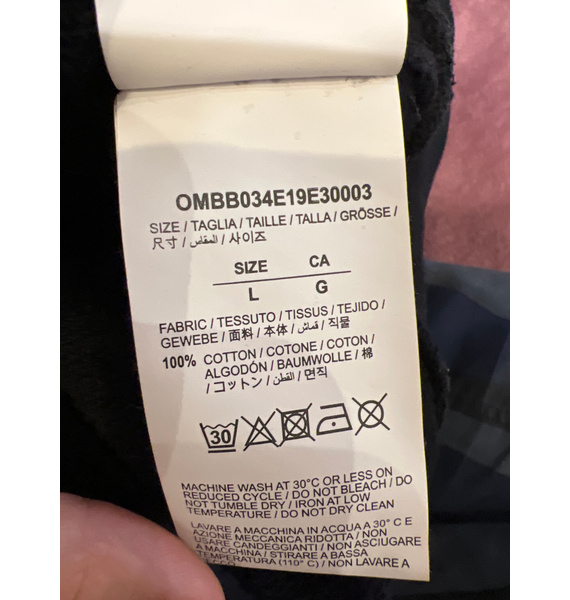 OMBB034E19E30003
SIZE / TAGLIA / TAILLE / TALLA / GRÖSSE /
尺寸 / المقاس / 사이즈
SIZE CA
L G
FABRIC / TESSUTO / TISSUS / TEJIDO /
GEWEBE / 面料 / 本体 / قماش / 직물
100% COTTON / COTONE / COTON /
ALGODÓN / BAUMWOLLE / 棉
/ コットン / القطن / 면직
30
MACHINE WASH AT 30°C OR LESS ON
REDUCED CYCLE / DO NOT BLEACH / DO
NOT TUMBLE DRY / IRON AT LOW
TEMPERATURE / DO NOT DRY CLEAN
LAVARE A MACCHINA IN ACQUA A 30° C E
AZIONE MECCANICA RIDOTTA / NON
USARE CANDEGGIANTI / NON ASCIUGARE
A MACCHINA / STIRARE A BASSA
TEMPERATURA (110° C) / NON LAVARE A